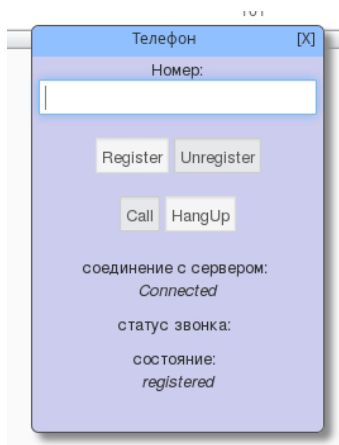 Телефон [X]
Номер:
Register Unregister
Call HangUp
соединение с сервером:
Connected
статус звонка:
состояние:
registered